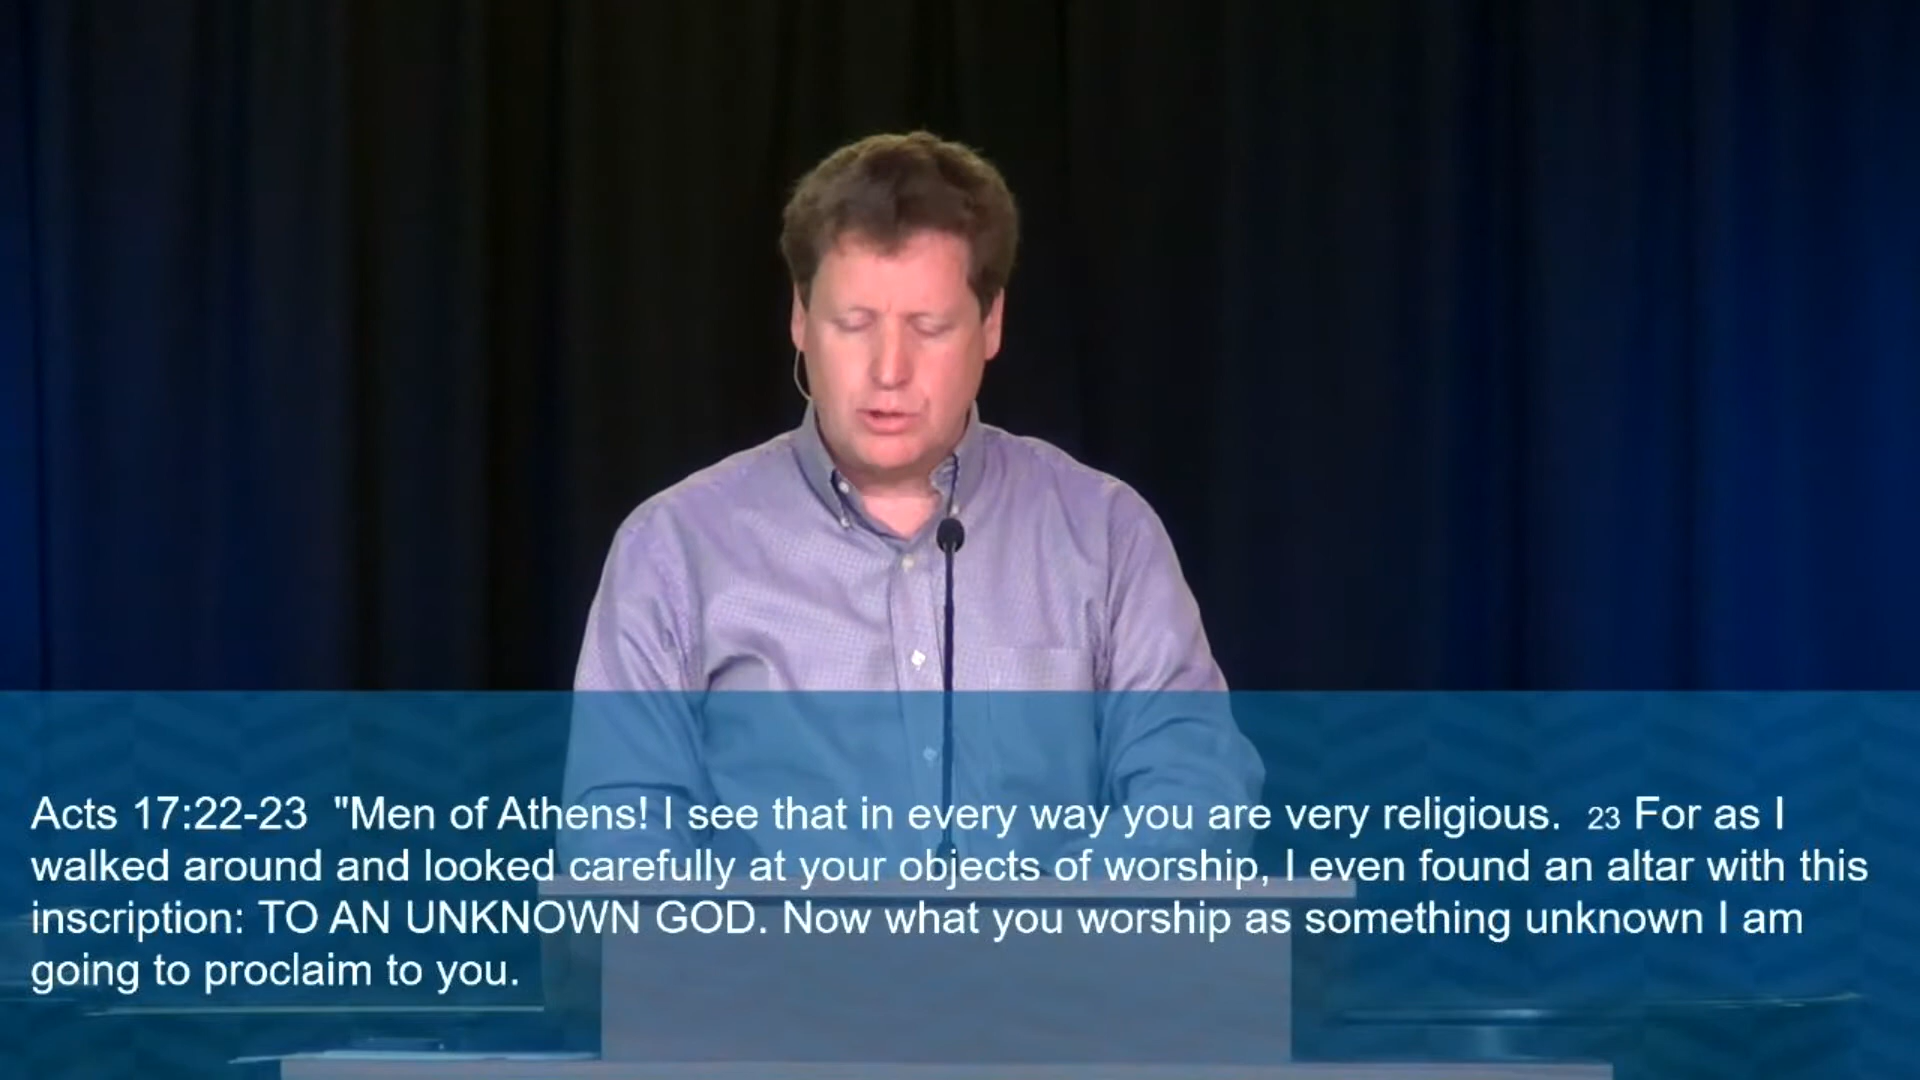 Acts 17:22-23  "Men of Athens! I see that in every way you are very religious.  23 For as I
walked around and looked carefully at your objects of worship, I even found an altar with this
inscription: TO AN UNKNOWN GOD. Now what you worship as something unknown I am
going to proclaim to you.